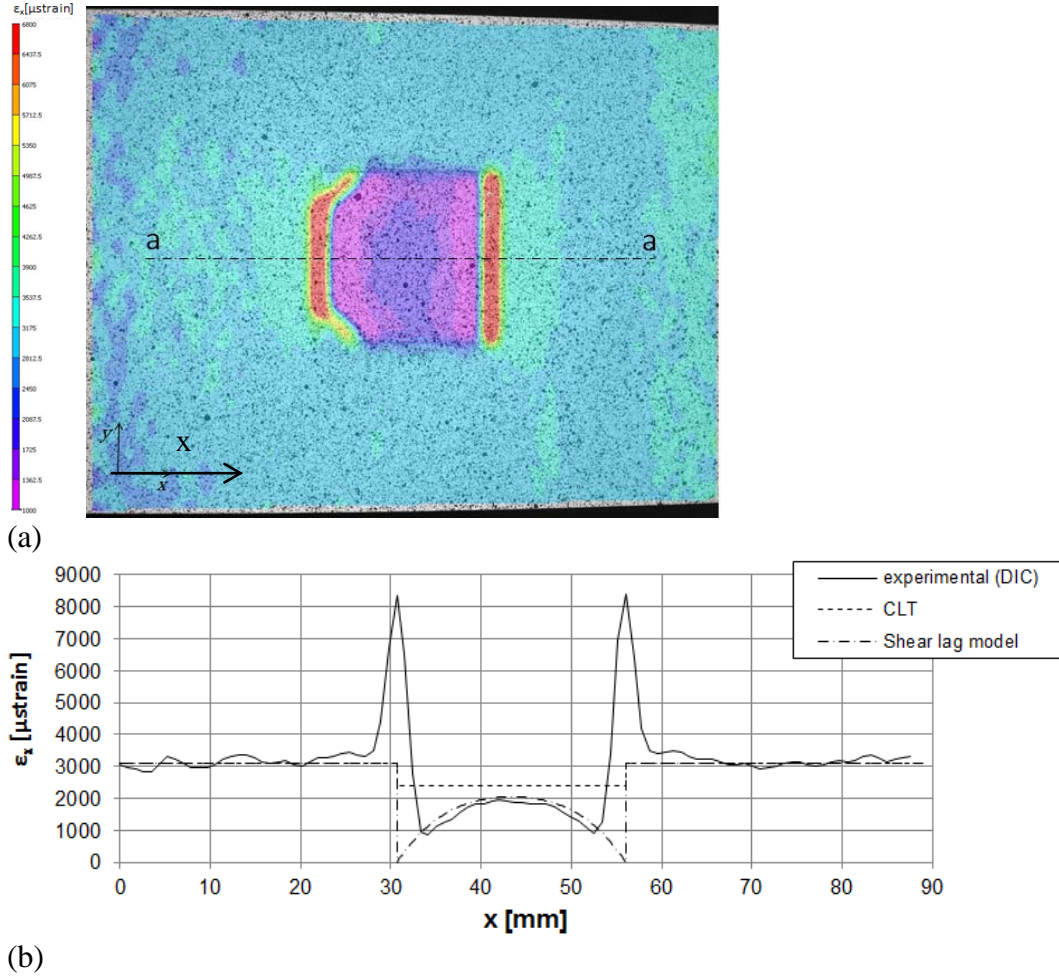 εₓ[µstrain]
6800
6437.5
6075
5712.5
5350
4987.5
4625
4262.5
3900
3537.5
3175
2812.5
2450
2087.5
1725
1362.5
1000
a a
y
X
x
(a)
9000
8000
7000
6000
5000
4000
3000
2000
1000
0
εₓ [µstrain]
experimental (DIC)
CLT
Shear lag model
0 10 20 30 40 50 60 70 80 90
x [mm]
(b)